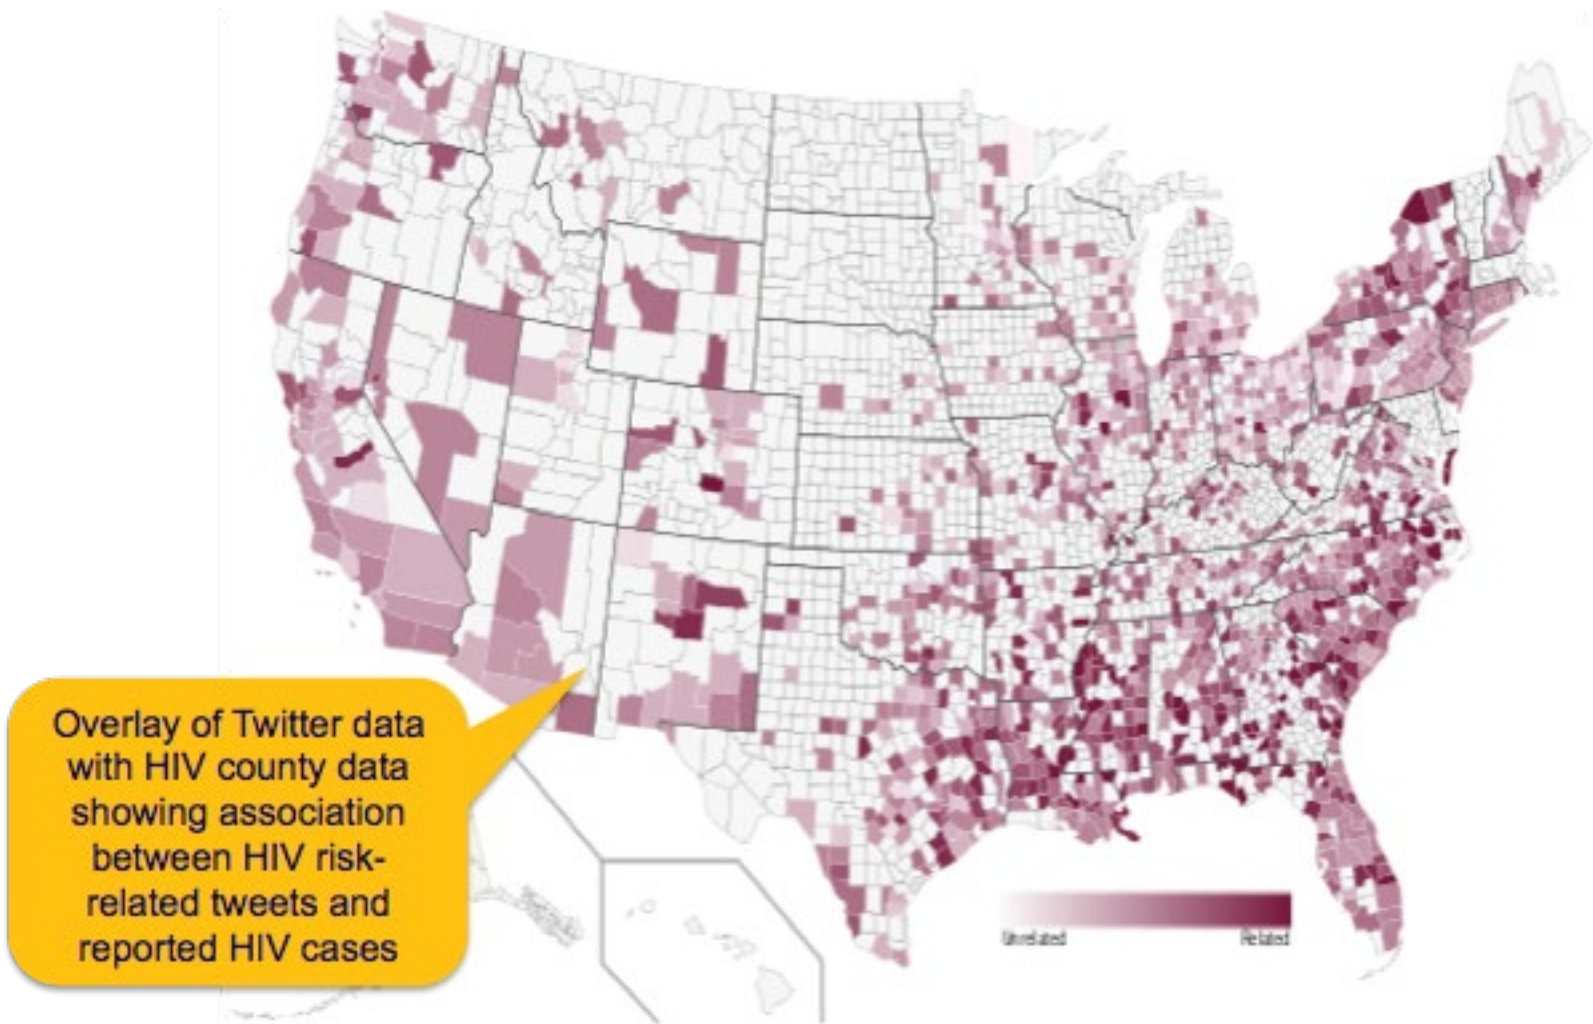 Overlay of Twitter data
with HIV county data
showing association
between HIV risk-
related tweets and
reported HIV cases
Unrelated
Related